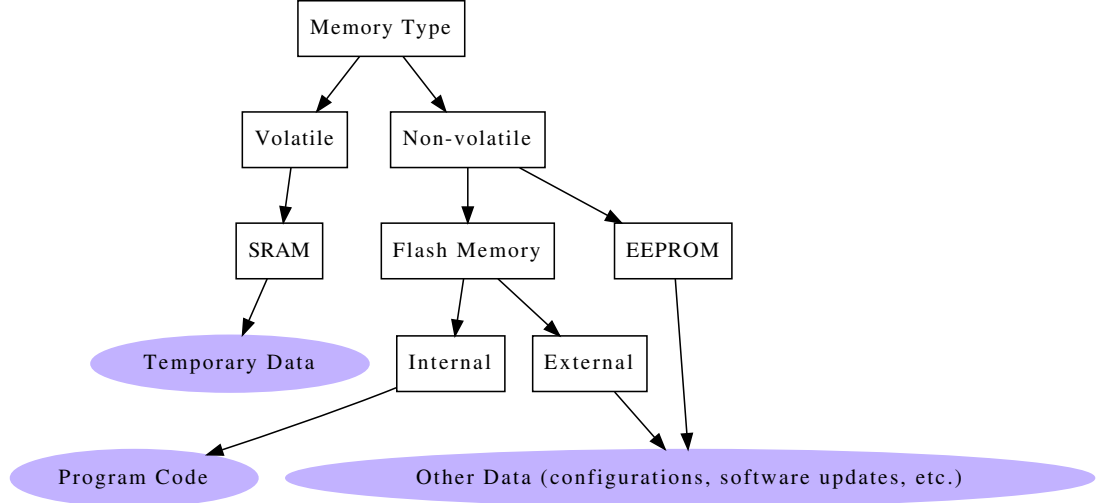 Memory Type
Volatile
Non-volatile
SRAM
Flash Memory
EEPROM
Temporary Data
Internal
External
Program Code
Other Data (configurations, software updates, etc.)